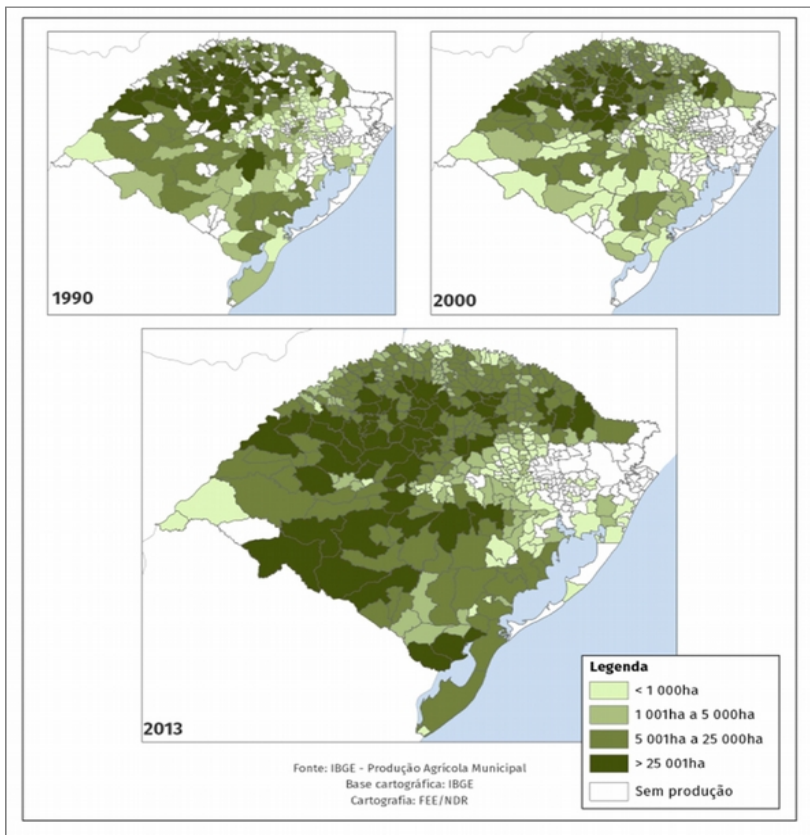 1990
2000
2013
Legenda
< 1 000ha
1 001ha a 5 000ha
5 001ha a 25 000ha
> 25 001ha
Sem produção
Fonte: IBGE - Produção Agrícola Municipal
Base cartográfica: IBGE
Cartografia: FEE/NDR